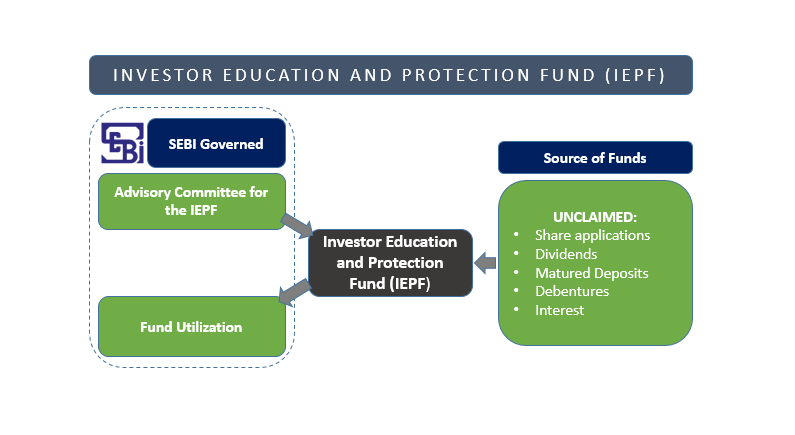 INVESTOR EDUCATION AND PROTECTION FUND (IEPF)
SEBi
SEBI Governed
Advisory Committee for
the IEPF
Fund Utilization
Investor Education
and Protection
Fund (IEPF)
Source of Funds
UNCLAIMED:
• Share applications
• Dividends
• Matured Deposits
• Debentures
• Interest